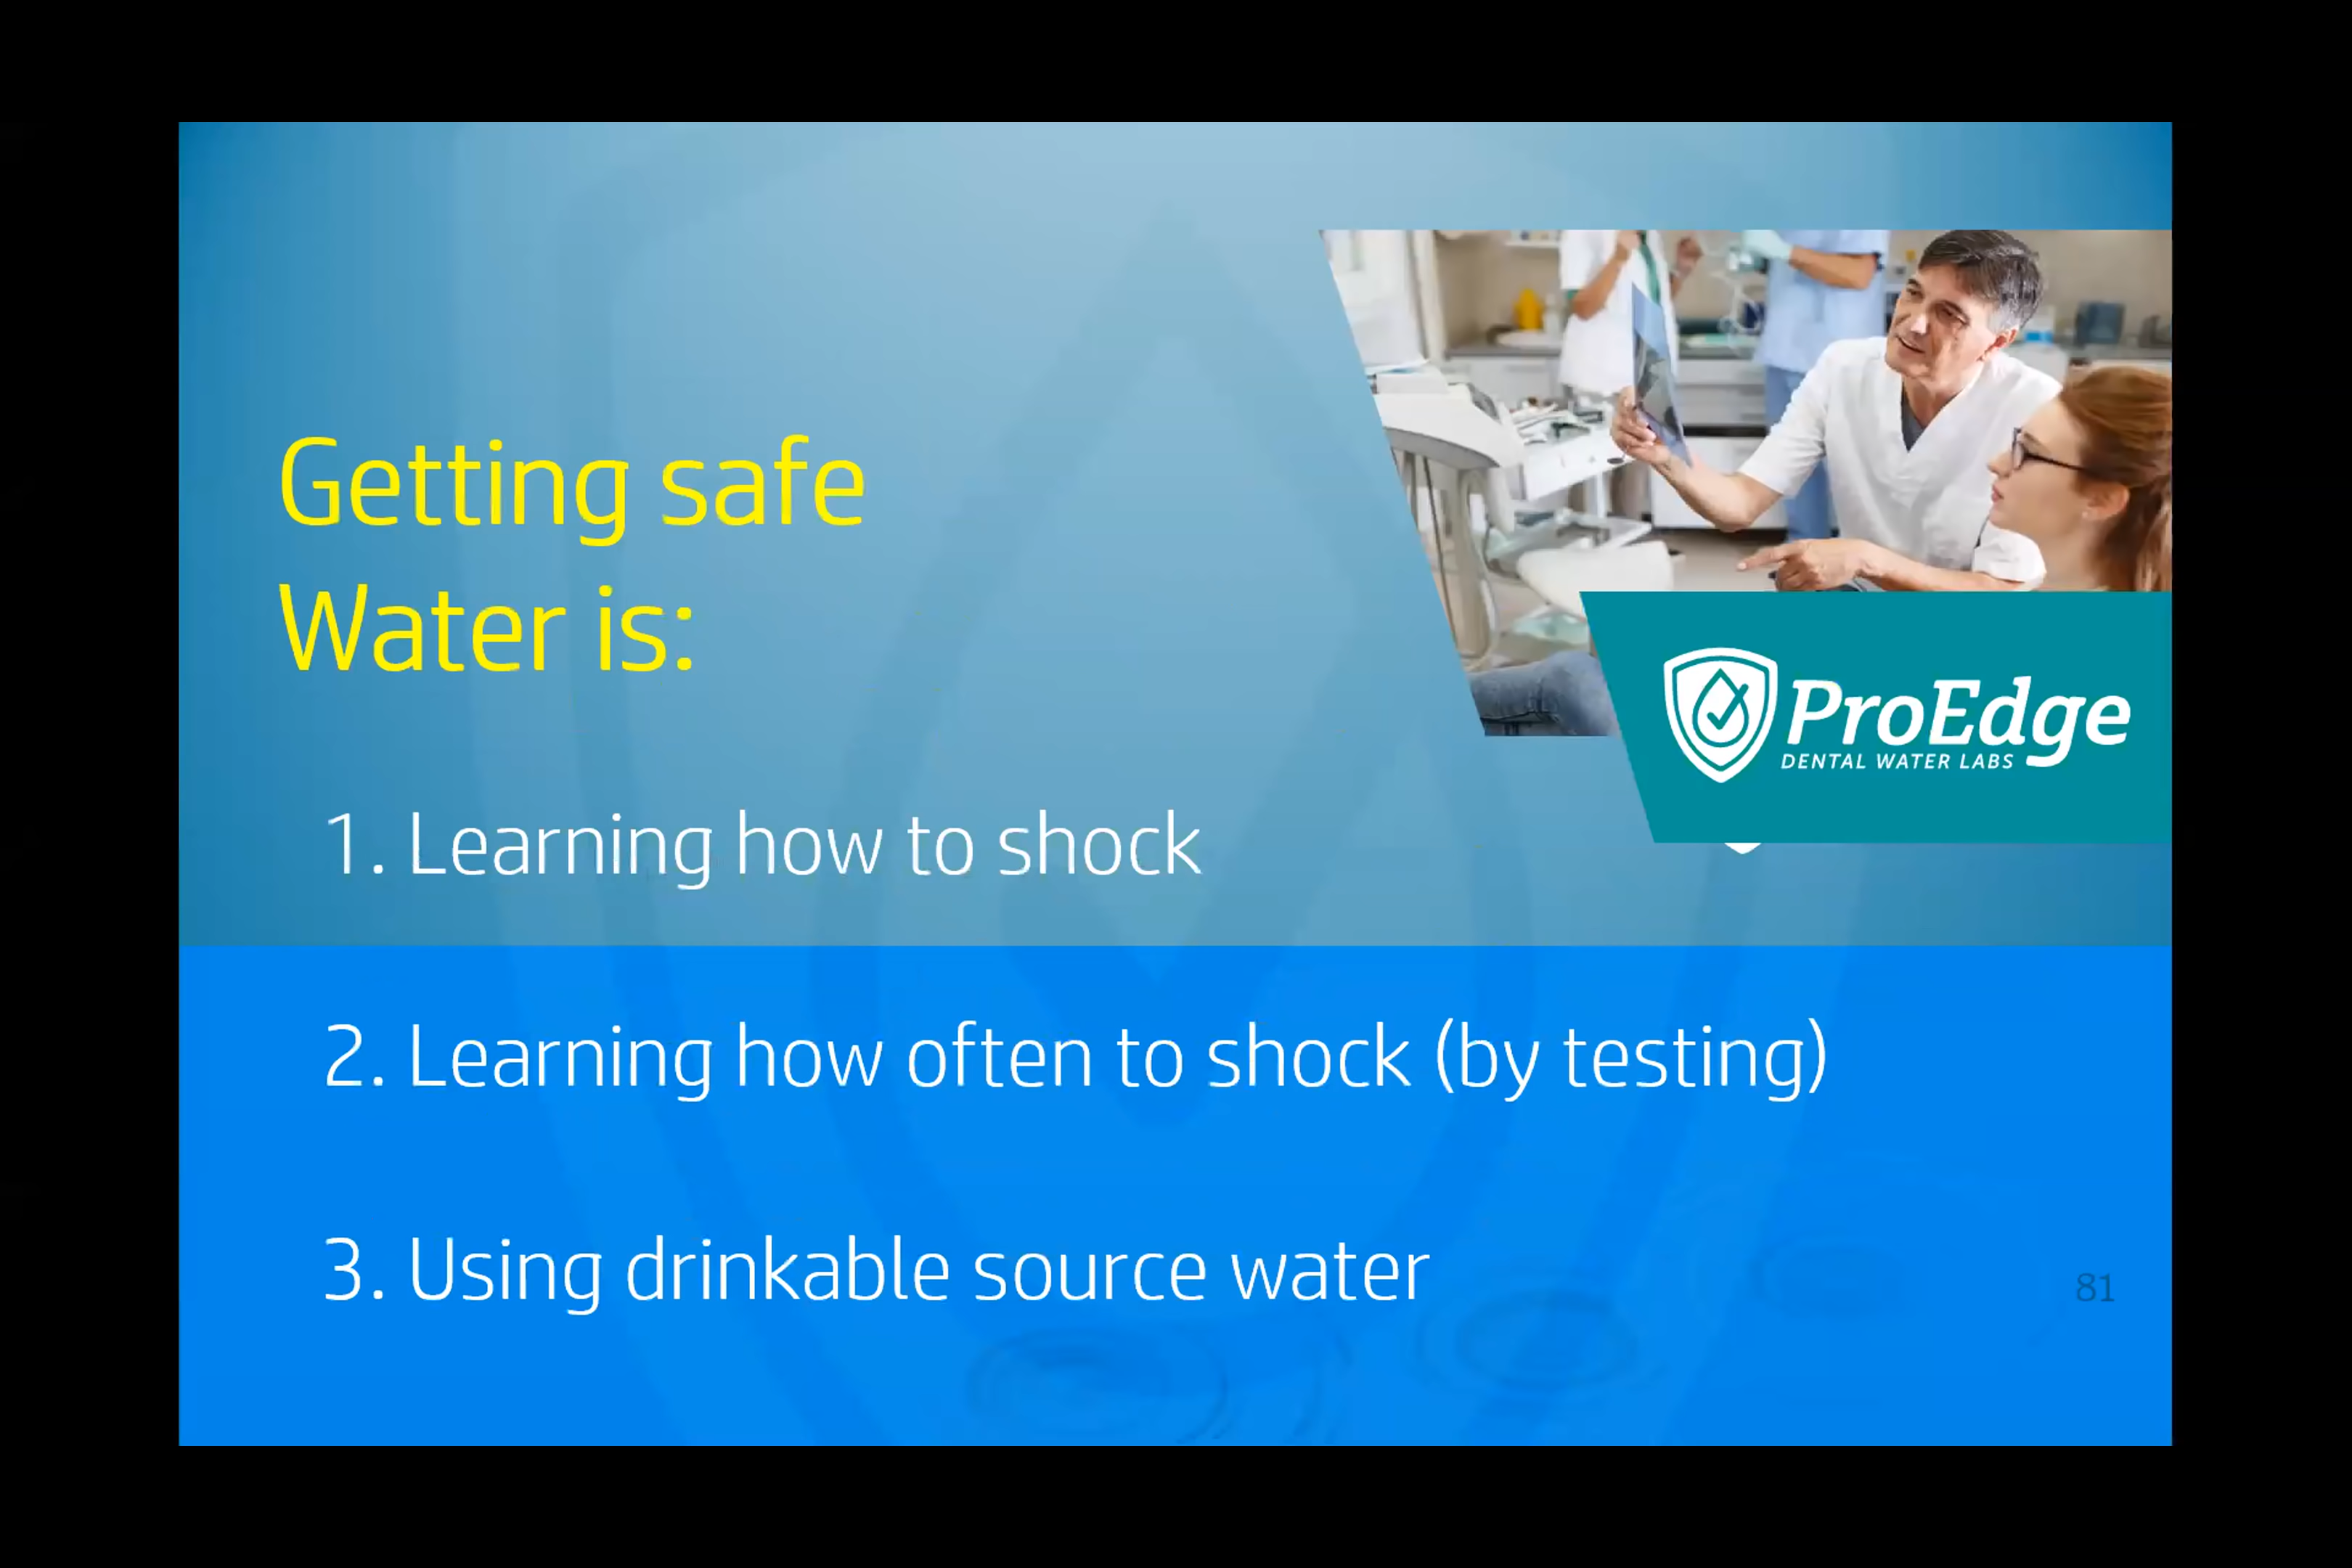 Getting safe
Water is:
ProEdge
DENTAL WATER LABS
1. Learning how to shock
2. Learning how often to shock (by testing)
3. Using drinkable source water
81